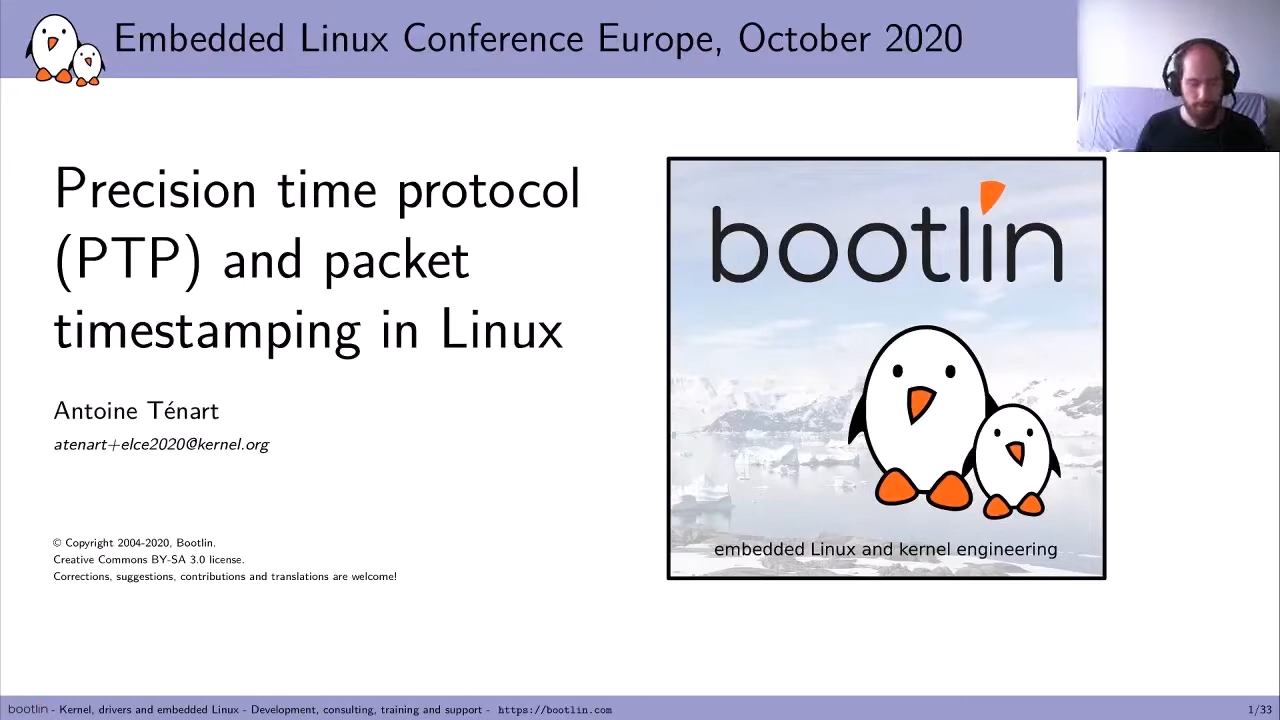 Embedded Linux Conference Europe, October 2020
Precision time protocol
(PTP) and packet
timestamping in Linux
Antoine Ténart
atenart+elce2020@kernel.org
© Copyright 2004-2020, Bootlin.
Creative Commons BY-SA 3.0 license.
Corrections, suggestions, contributions and translations are welcome!
bootlin
embedded Linux and kernel engineering
bootlin - Kernel, drivers and embedded Linux - Development, consulting, training and support - https://bootlin.com
1/33